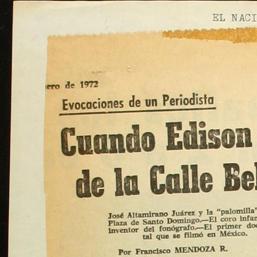 EL NACI
ero de 1972
Evocaciones de un Periodista
Cuando Edison
de la Calle Bel
José Altamirano Juárez y la "palomilla"
Plaza de Santo Domingo.—El coro infan
inventor del fonógrafo.—El primer doc
tal que se filmó en México.
Por Francisco MENDOZA R.